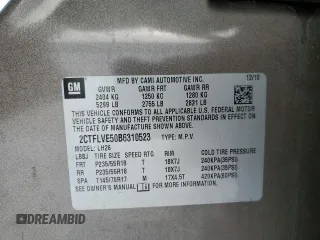 GM
MFD BY CAMI AUTOMOTIVE INC. 12/10
GVWR GAWR FRT GAWR RR
2404 KG 1250 KG 1280 KG
5299 LB 2755 LB 2821 LB
THIS VEHICLE CONFORMS TO ALL APPLICABLE U.S. FEDERAL
MOTOR VEHICLE SAFETY, BUMPER, AND THEFT PREVENTION
STANDARDS IN EFFECT ON THE DATE OF MANUFACTURE
SHOWN ABOVE.
2CTFLVE50B6310523 TYPE: M.P.V.
MODEL: LH26
TIRE SIZE SPEED RTG RIM COLD TIRE PRESSURE
FRT P235/55R18 T 18X7J 240KPA(35PSI)
RR P235/55R18 T 18X7J 240KPA(35PSI)
SPA T145/70R17 M 17X4.5T 420KPA(60PSI)
SEE OWNER'S MANUAL FOR ADDITIONAL INFORMATION.